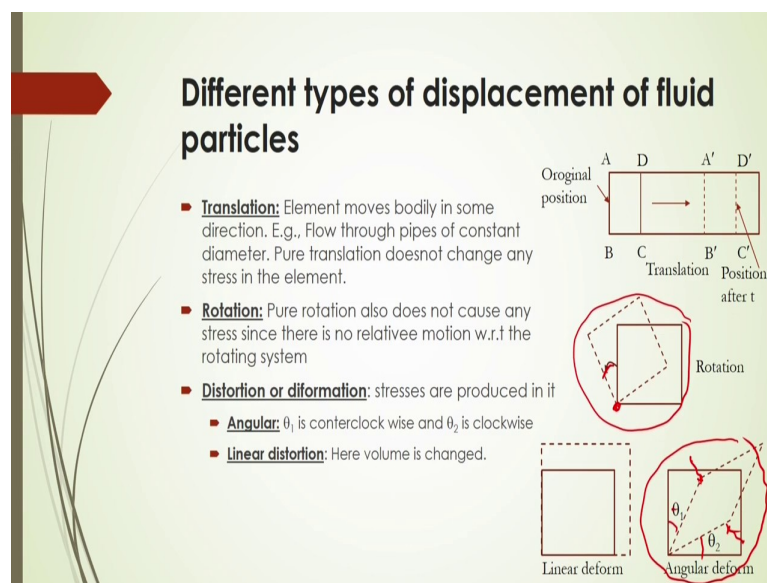 Different types of displacement of fluid
particles
Translation: Element moves bodily in some
direction. E.g., Flow through pipes of constant
diameter. Pure translation doesnot change any
stress in the element.
Rotation: Pure rotation also does not cause any
stress since there is no relativee motion w.r.t the
rotating system
Distortion or diformation: stresses are produced in it
Angular: θ₁ is conterclock wise and θ₂ is clockwise
Linear distortion: Here volume is changed.
A D A′ D′
Oroginal
position
B C B′ C′
Translation Position
after t
Rotation
θ₁
θ₂
Linear deform Angular deform